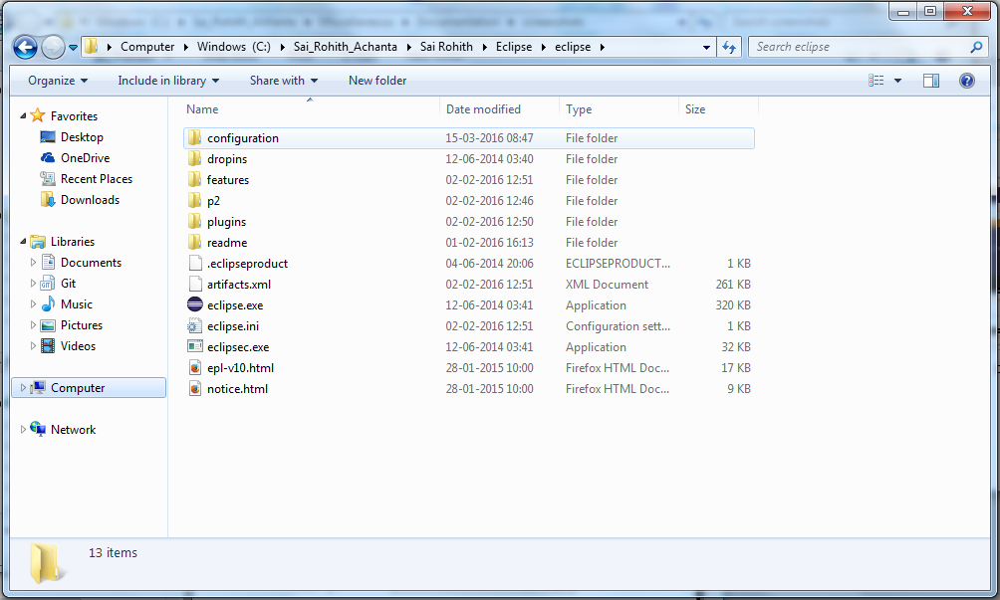 Computer Windows (C:) Sai_Rohith_Achanta Sai Rohith Eclipse eclipse Search eclipse
Organize Include in library Share with New folder
Name Date modified Type Size
Favorites
Desktop
OneDrive
Recent Places
Downloads
Libraries
Documents
Git
Music
Pictures
Videos
Computer
Network
configuration 15-03-2016 08:47 File folder
dropins 12-06-2014 03:40 File folder
features 02-02-2016 12:51 File folder
p2 02-02-2016 12:46 File folder
plugins 02-02-2016 12:50 File folder
readme 01-02-2016 16:13 File folder
.eclipseproduct 04-06-2014 20:06 ECLIPSEPRODUCT... 1 KB
artifacts.xml 02-02-2016 12:51 XML Document 261 KB
eclipse.exe 12-06-2014 03:41 Application 320 KB
eclipse.ini 02-02-2016 12:51 Configuration sett... 1 KB
eclipsec.exe 12-06-2014 03:41 Application 32 KB
epl-v10.html 28-01-2015 10:00 Firefox HTML Doc... 17 KB
notice.html 28-01-2015 10:00 Firefox HTML Doc... 9 KB
13 items